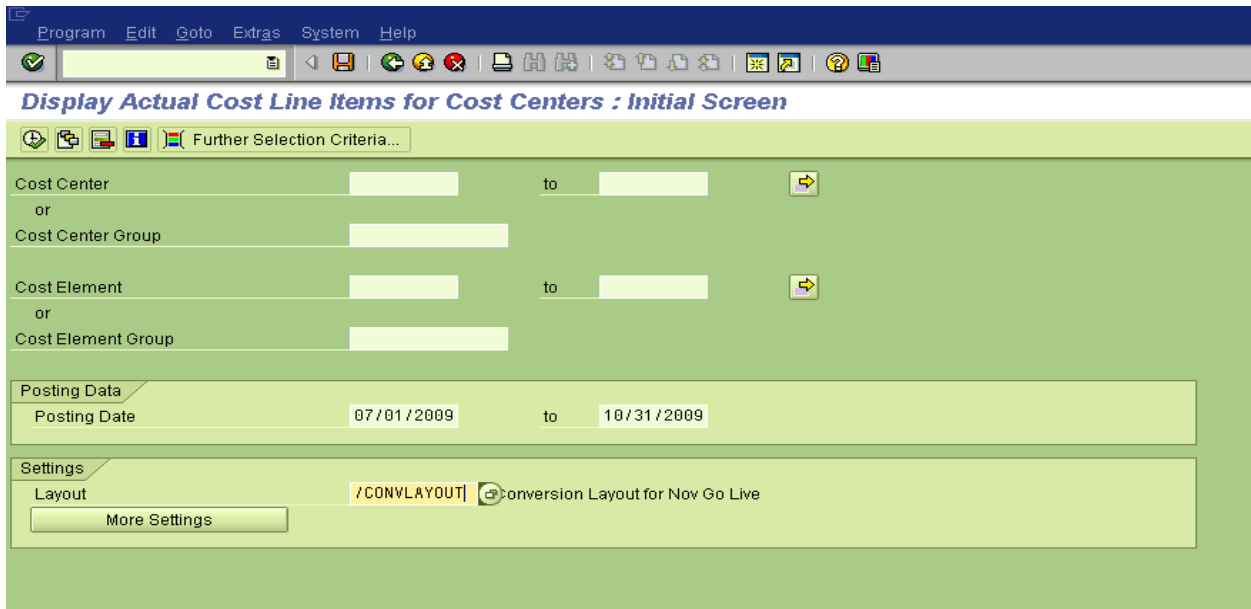 Program Edit Goto Extras System Help
Display Actual Cost Line Items for Cost Centers : Initial Screen
Further Selection Criteria...
Cost Center to
or
Cost Center Group
Cost Element to
or
Cost Element Group
Posting Data
Posting Date 07/01/2009 to 10/31/2009
Settings
Layout /CONVLAYOUT Conversion Layout for Nov Go Live
More Settings